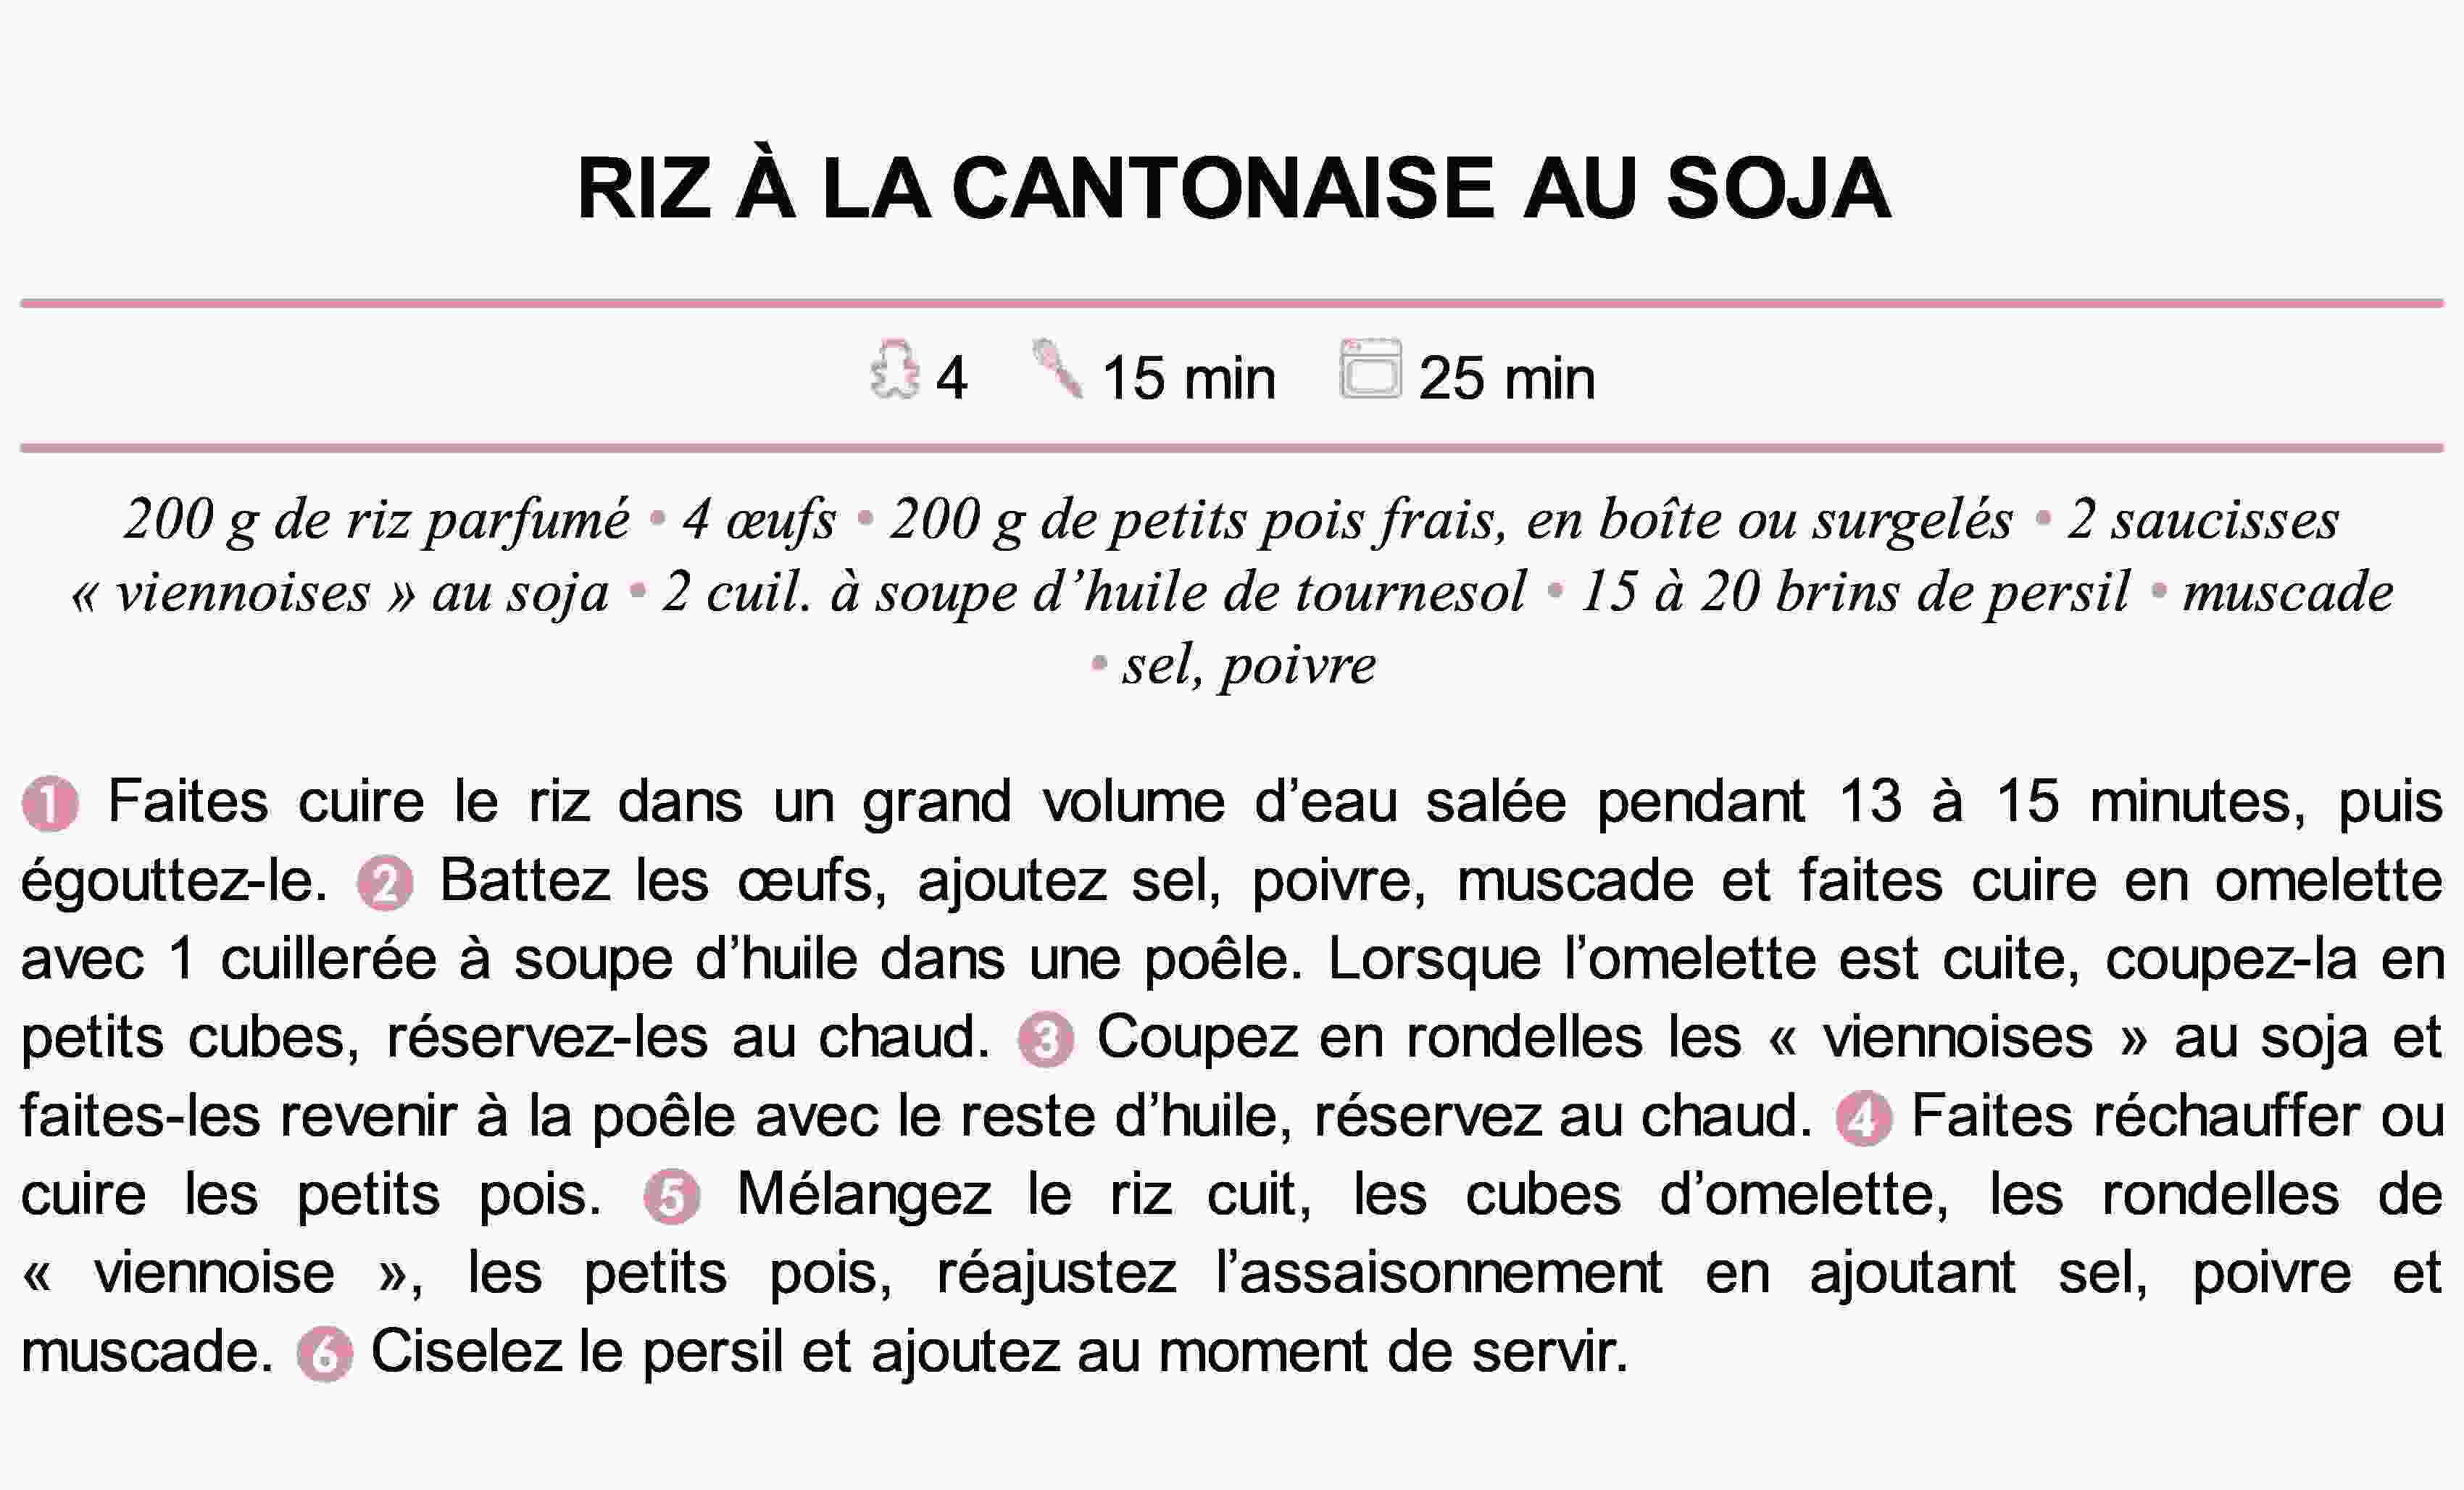 RIZ À LA CANTONAISE AU SOJA
4 15 min 25 min
200 g de riz parfumé • 4 œufs • 200 g de petits pois frais, en boîte ou surgelés • 2 saucisses
« viennoises » au soja • 2 cuil. à soupe d’huile de tournesol • 15 à 20 brins de persil • muscade
• sel, poivre
1 Faites cuire le riz dans un grand volume d’eau salée pendant 13 à 15 minutes, puis
égouttez-le. 2 Battez les œufs, ajoutez sel, poivre, muscade et faites cuire en omelette
avec 1 cuillerée à soupe d’huile dans une poêle. Lorsque l’omelette est cuite, coupez-la en
petits cubes, réservez-les au chaud. 3 Coupez en rondelles les « viennoises » au soja et
faites-les revenir à la poêle avec le reste d’huile, réservez au chaud. 4 Faites réchauffer ou
cuire les petits pois. 5 Mélangez le riz cuit, les cubes d’omelette, les rondelles de
« viennoise », les petits pois, réajustez l’assaisonnement en ajoutant sel, poivre et
muscade. 6 Ciselez le persil et ajoutez au moment de servir.